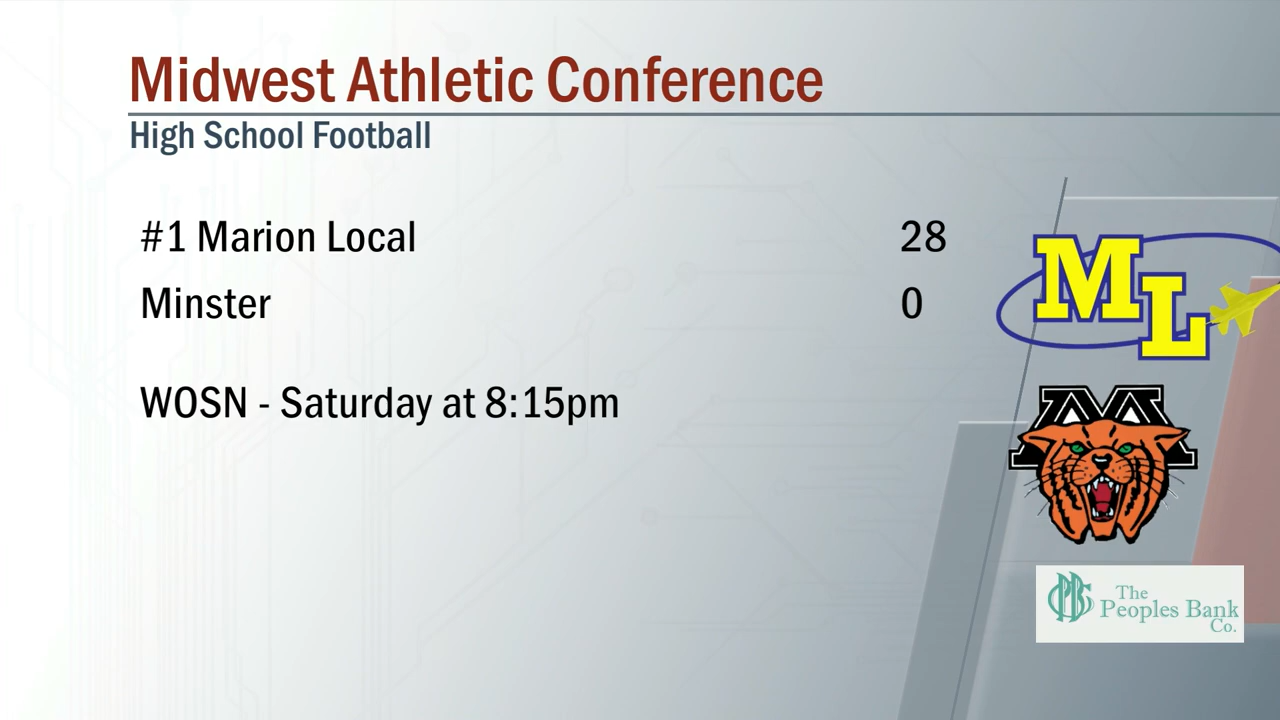 Midwest Athletic Conference
High School Football
#1 Marion Local 28
Minster 0
WOSN - Saturday at 8:15pm
ML
M
PBC
The
Peoples Bank
Co.